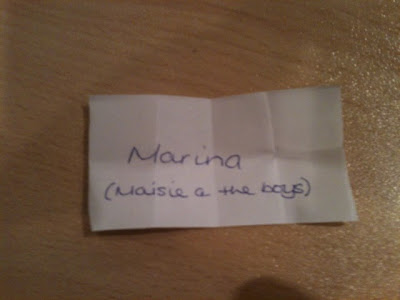 Marina
(Maisie a the boys)